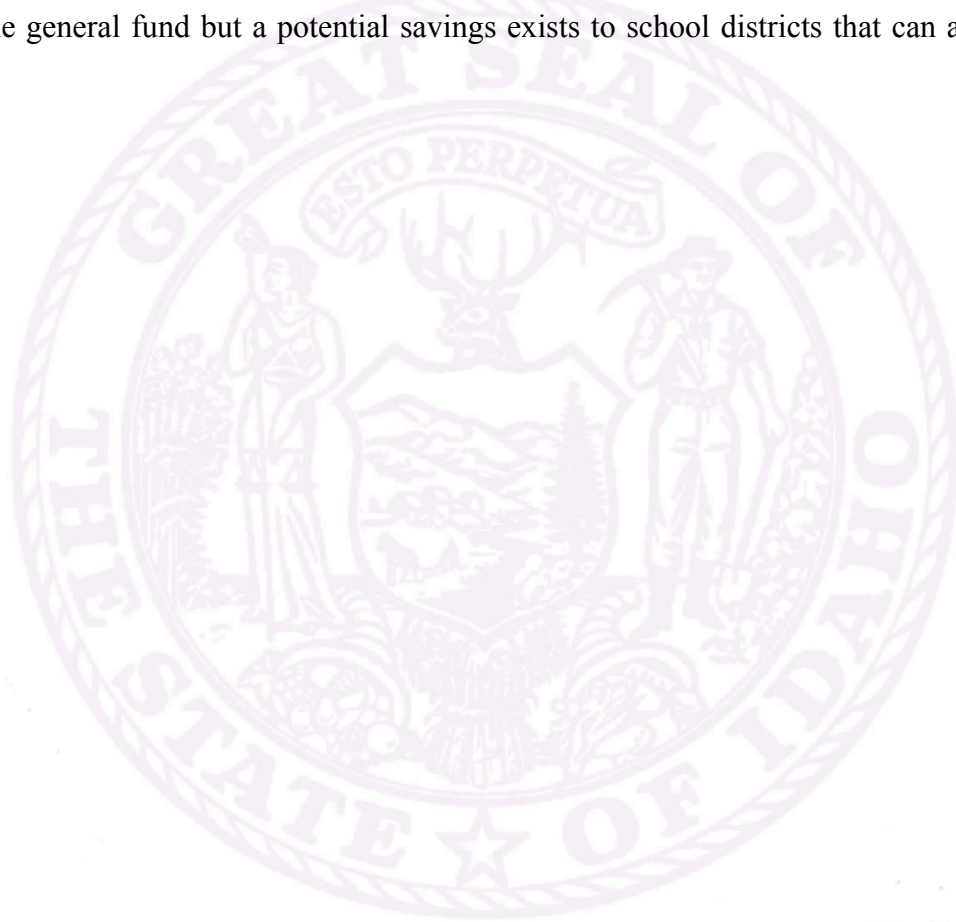 general fund but a potential savings exists to school districts that can
GREAT SEAL OF
ESTO PERPETUA
THE STATE OF IDAHO